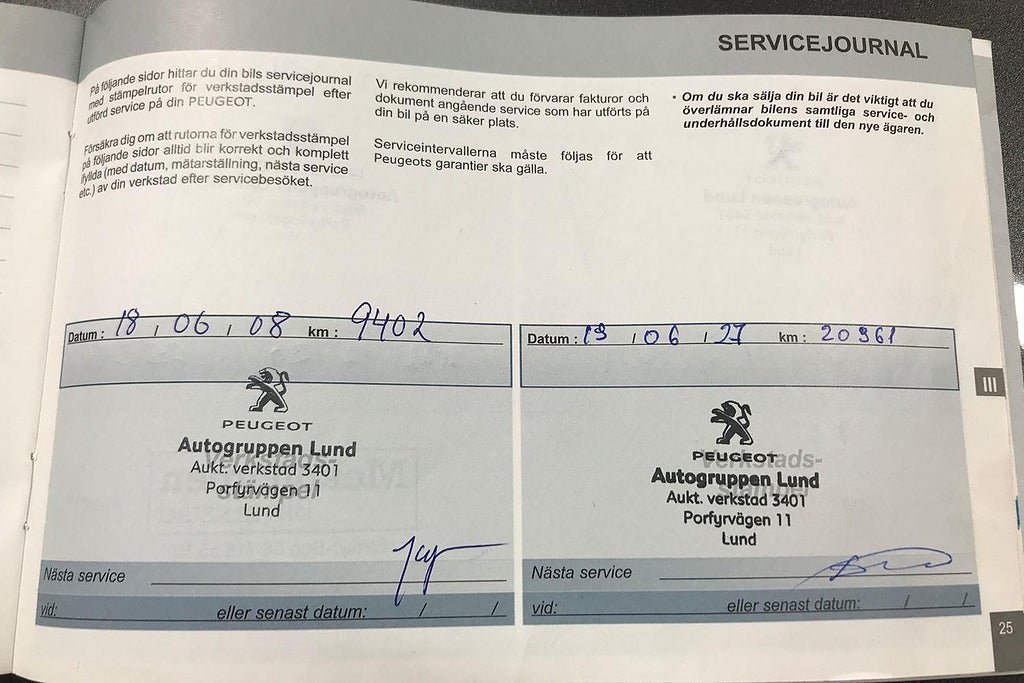 SERVICEJOURNAL
På följande sidor hittar du din bils servicejournal
med stämpelrutor för verkstadsstämpel efter
utförd service på din PEUGEOT.
Försäkra dig om att rutorna för verkstadsstämpel
på följande sidor alltid blir korrekt och komplett
ifyllda (med datum, mätarställning, nästa service
etc.) av din verkstad efter servicebesöket.
Vi rekommenderar att du förvarar fakturor och
dokument angående service som har utförts på
din bil på en säker plats.
Serviceintervallerna måste följas för att
Peugeots garantier ska gälla.
• Om du ska sälja din bil är det viktigt att du
överlämnar bilens samtliga service- och
underhållsdokument till den nye ägaren.
Datum : 18 / 06 / 08 km : 9402
PEUGEOT
Autogruppen Lund
Verkstads-
Aukt. verkstad 3401
stämpel
Porfyrvägen 11
Lund
Nästa service
vid: eller senast datum: / /
Datum : 19 / 06 / 27 km : 20961
PEUGEOT
Verkstads-
Autogruppen Lund
stämpel
Aukt. verkstad 3401
Porfyrvägen 11
Lund
Nästa service
vid: eller senast datum: / /
III
25